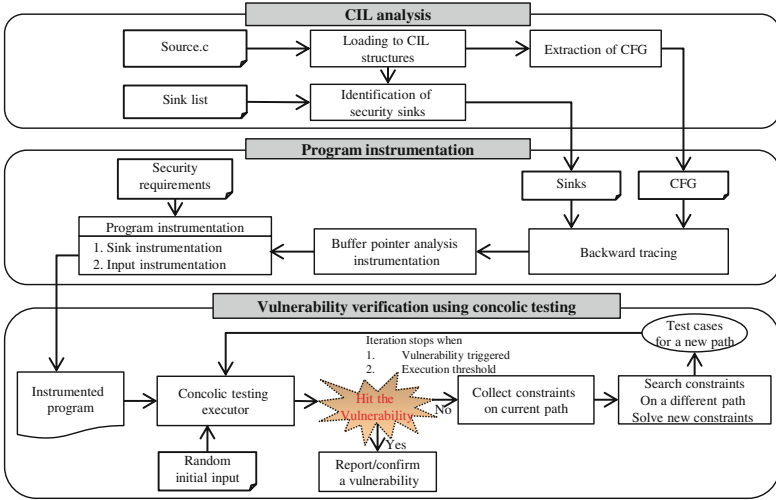 CIL analysis
Source.c
Loading to CIL
structures
Extraction of CFG
Sink list
Identification of
security sinks
Program instrumentation
Security
requirements
Sinks
CFG
Program instrumentation
1. Sink instrumentation
2. Input instrumentation
Buffer pointer analysis
instrumentation
Backward tracing
Vulnerability verification using concolic testing
Iteration stops when
1. Vulnerability triggered
2. Execution threshold
Test cases
for a new path
Instrumented
program
Concolic testing
executor
Hit the
Vulnerability
No
Collect constraints
on current path
Search constraints
On a different path
Solve new constraints
Yes
Random
initial input
Report/confirm
a vulnerability